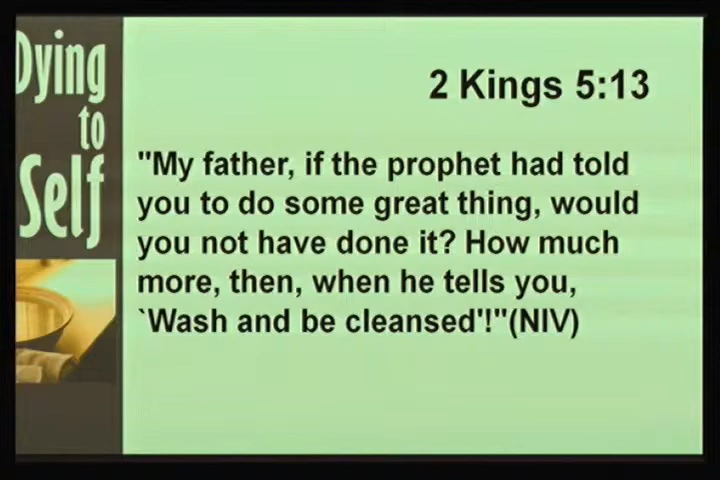 Dying
to
Self
2 Kings 5:13
"My father, if the prophet had told
you to do some great thing, would
you not have done it? How much
more, then, when he tells you,
`Wash and be cleansed'!"(NIV)